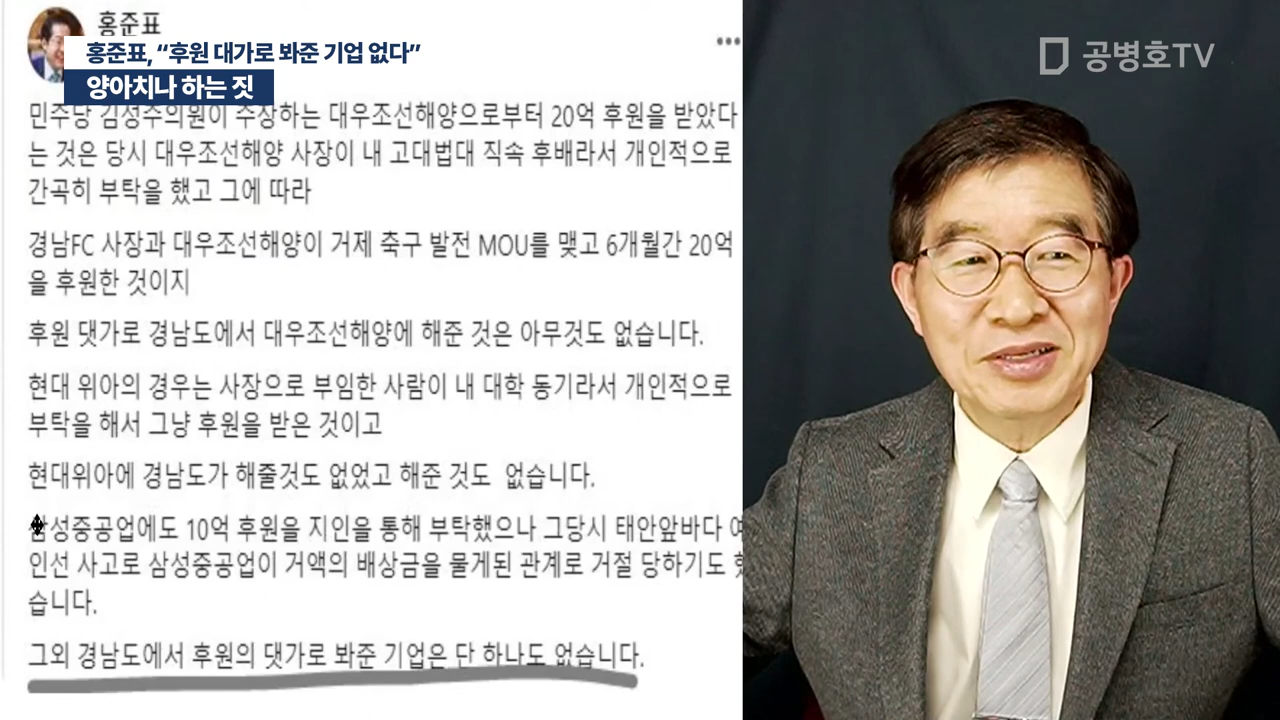 홍준표
홍준표, “후원 대가로 봐준 기업 없다”
양아치나 하는 짓
공병호TV
민주당 김성주의원이 주장하는 대우조선해양으로부터 20억 후원을 받았다
는 것은 당시 대우조선해양 사장이 내 고대법대 직속 후배라서 개인적으로
간곡히 부탁을 했고 그에 따라
경남FC 사장과 대우조선해양이 거제 축구 발전 MOU를 맺고 6개월간 20억
을 후원한 것이지
후원 댓가로 경남도에서 대우조선해양에 해준 것은 아무것도 없습니다.
현대 위아의 경우는 사장으로 부임한 사람이 내 대학 동기라서 개인적으로
부탁을 해서 그냥 후원을 받은 것이고
현대위아에 경남도가 해줄것도 없었고 해준 것도 없습니다.
삼성중공업에도 10억 후원을 지인을 통해 부탁했으나 그당시 태안앞바다 예
인선 사고로 삼성중공업이 거액의 배상금을 물게된 관계로 거절 당하기도 했
습니다.
그외 경남도에서 후원의 댓가로 봐준 기업은 단 하나도 없습니다.